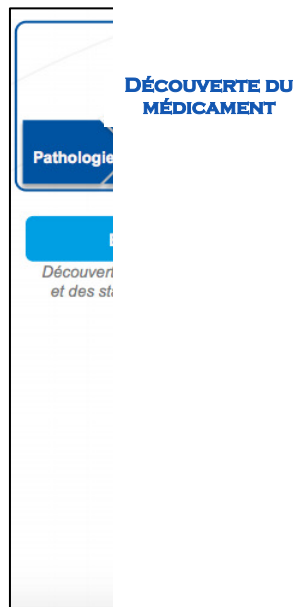 DÉCOUVERTE DU
MÉDICAMENT
Pathologie
Découvert
et des sta